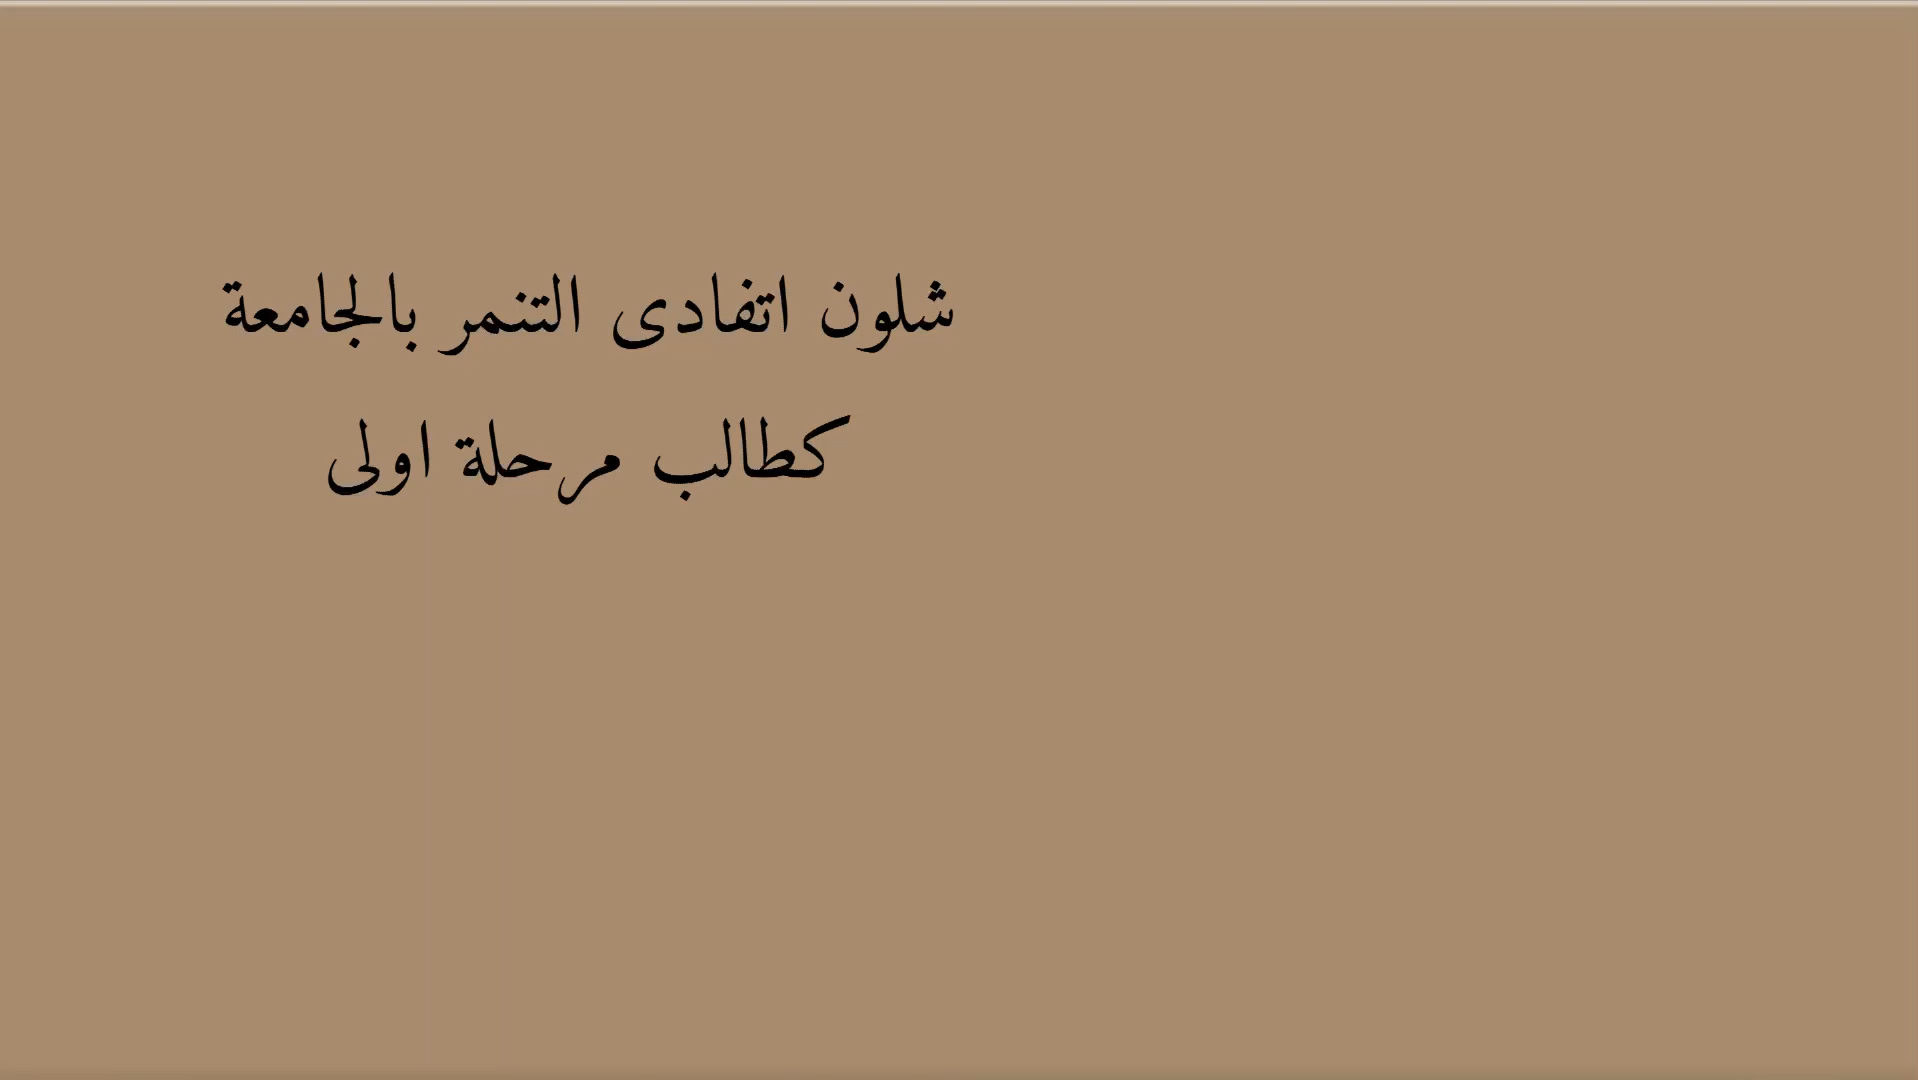 شلون اتفادى التنمر بالجامعة
كطالب مرحلة اولى